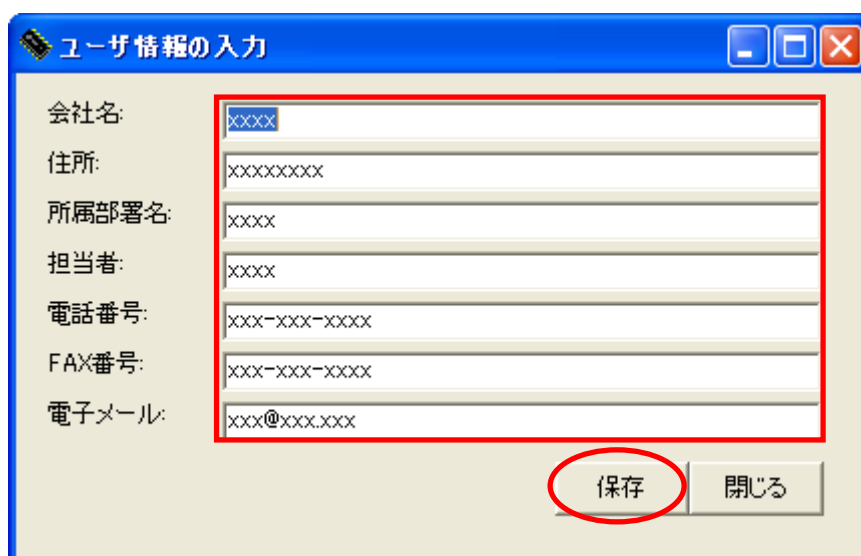 ユーザ情報の入力
会社名: xxxx
住所: xxxxxxxx
所属部署名: xxxx
担当者: xxxx
電話番号: xxx-xxx-xxxx
FAX番号: xxx-xxx-xxxx
電子メール: xxx@xxx.xxx
保存 閉じる